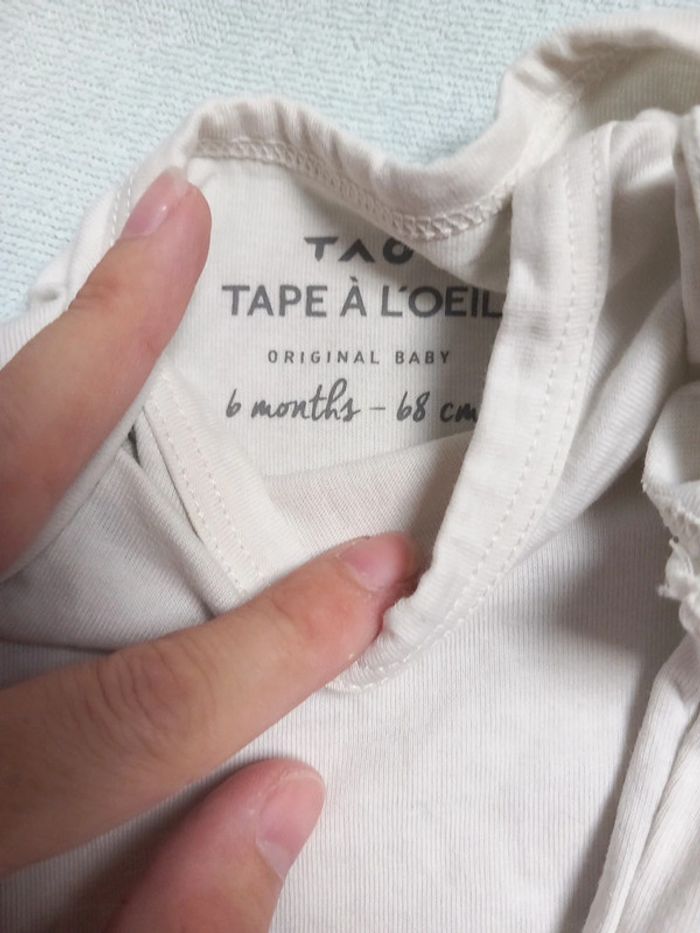 TAO
TAPE À L'OEIL
ORIGINAL BABY
6 months - 68 cm